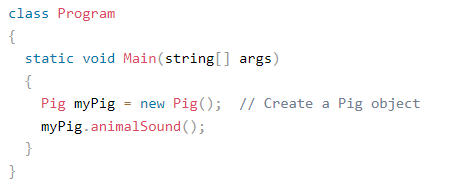 class Program
{
  static void Main(string[] args)
  {
    Pig myPig = new Pig();  // Create a Pig object
    myPig.animalSound();
  }
}